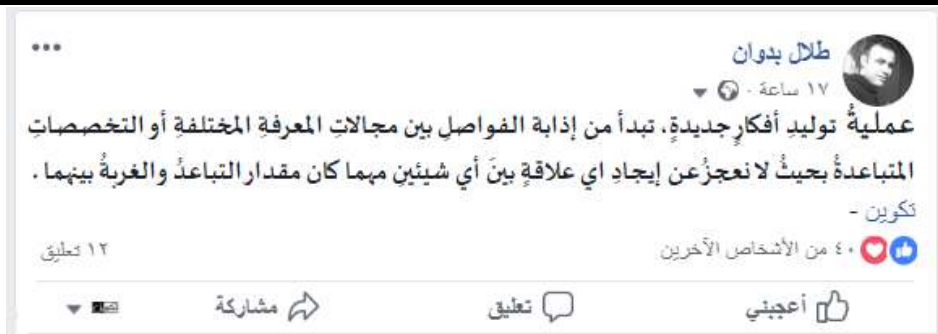 طلال بدوان
١٧ ساعة ·
عمليةُ توليدِ أفكارٍ جديدةٍ، تبدأ من إذابة الفواصلِ بين مجالاتِ المعرفةِ المختلفةِ أو التخصصاتِ
المتباعدةُ بحيثُ لا نعجزُ عن إيجادِ اي علاقةٍ بينَ أي شيئينِ مهما كان مقدار التباعدُ والغربةُ بينهما .
تكوين -
٤٠ من الأشخاص الآخرين
١٢ تعليق
أعجبني
تعليق
مشاركة